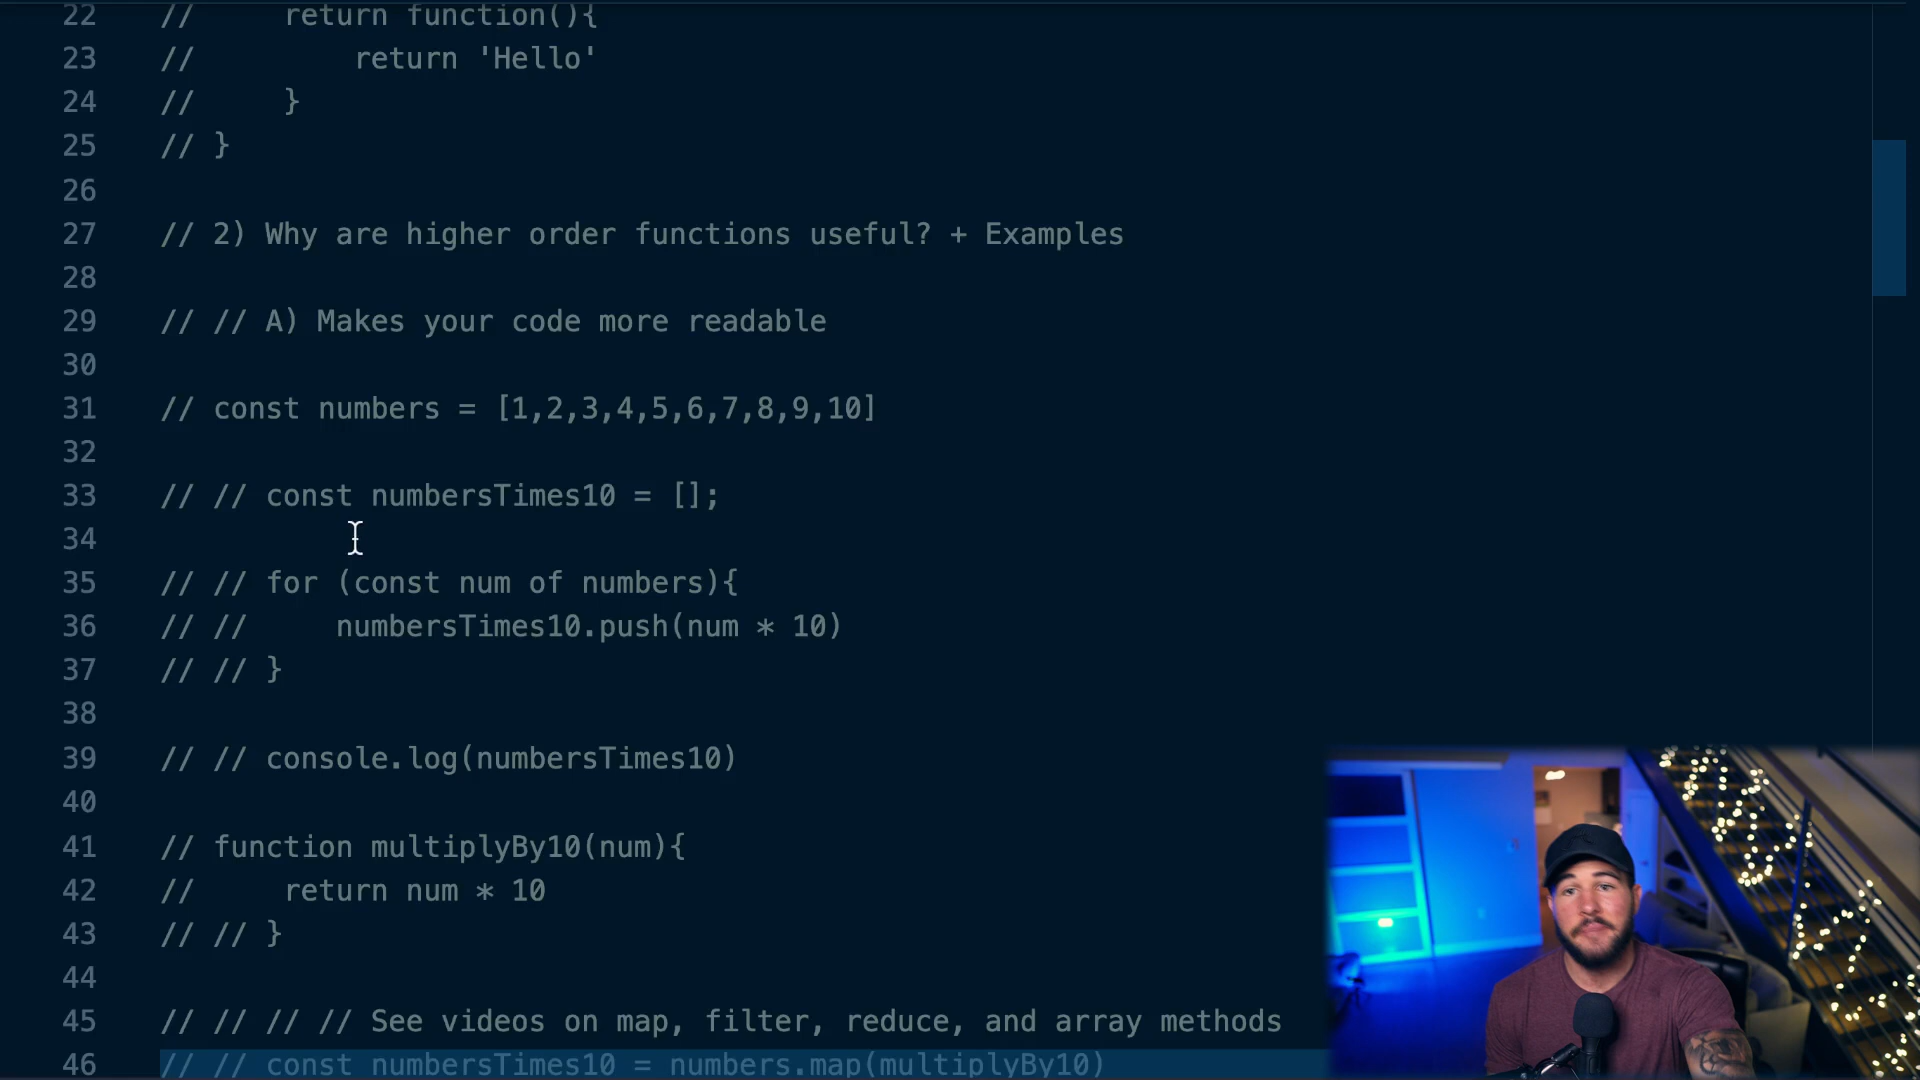 22 //     return function(){
23 //         return 'Hello'
24 //     }
25 // }
26
27 // 2) Why are higher order functions useful? + Examples
28
29 // // A) Makes your code more readable
30
31 // const numbers = [1,2,3,4,5,6,7,8,9,10]
32
33 // // const numbersTimes10 = [];
34
35 // // for (const num of numbers){
36 // //     numbersTimes10.push(num * 10)
37 // // }
38
39 // // console.log(numbersTimes10)
40
41 // function multiplyBy10(num){
42 //     return num * 10
43 // // }
44
45 // // // // See videos on map, filter, reduce, and array methods
46 // // const numbersTimes10 = numbers.map(multiplyBy10)